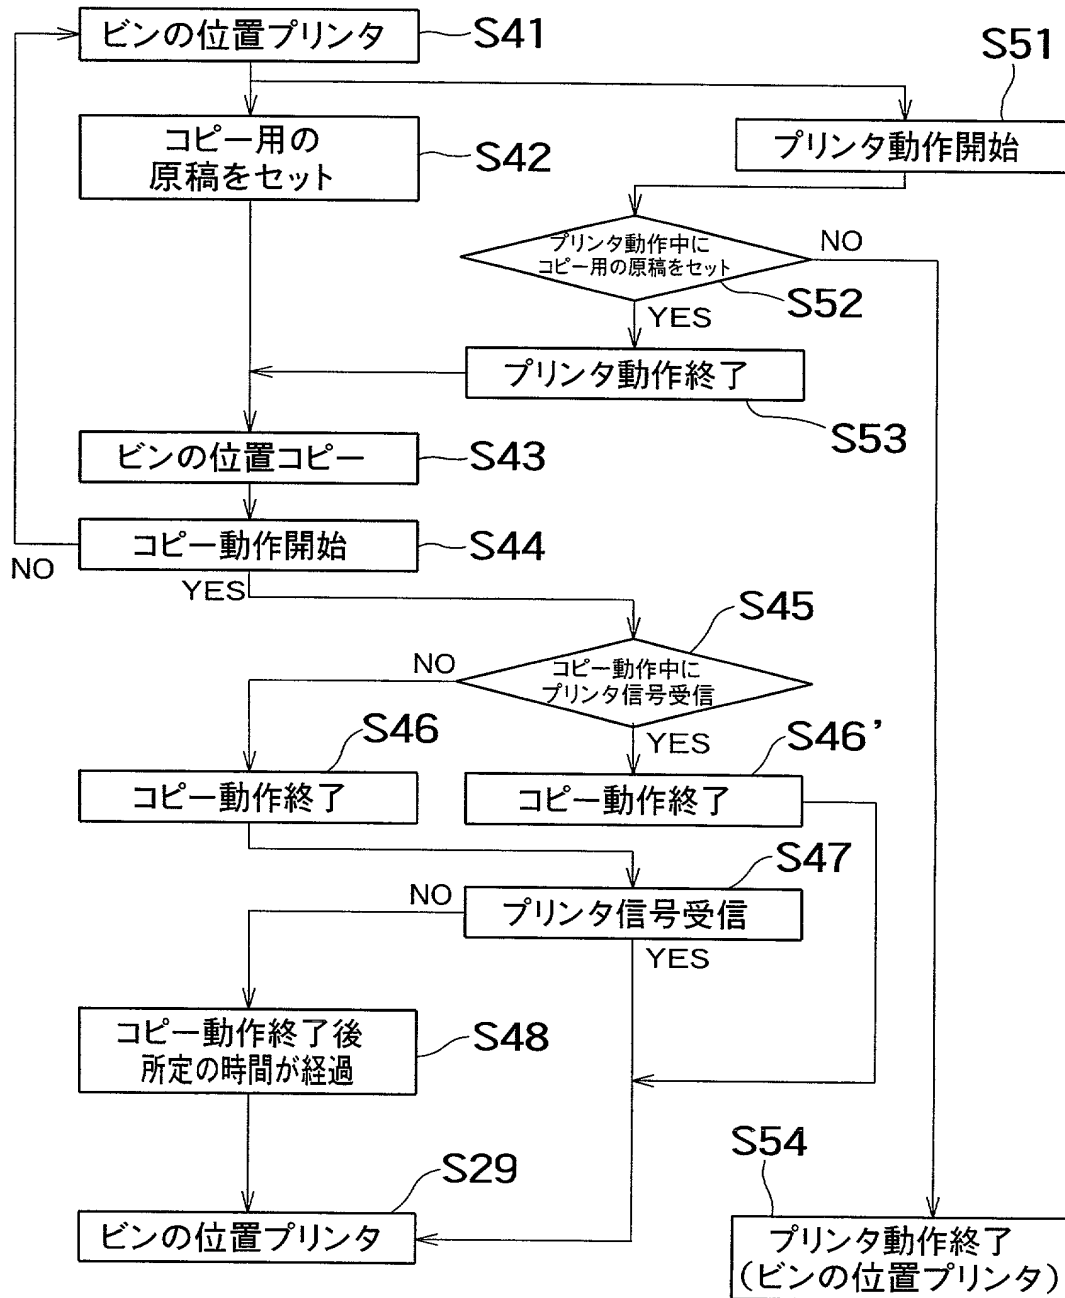 ビンの位置プリンタ
S41
S51
コピー用の
原稿をセット
S42
プリンタ動作開始
プリンタ動作中に
コピー用の原稿をセット
NO
S52
YES
プリンタ動作終了
S53
ビンの位置コピー
S43
コピー動作開始
S44
NO
YES
S45
コピー動作中に
プリンタ信号受信
NO
YES
S46
S46’
コピー動作終了
コピー動作終了
S47
NO
プリンタ信号受信
YES
コピー動作終了後
所定の時間が経過
S48
S54
S29
ビンの位置プリンタ
プリンタ動作終了
(ビンの位置プリンタ)